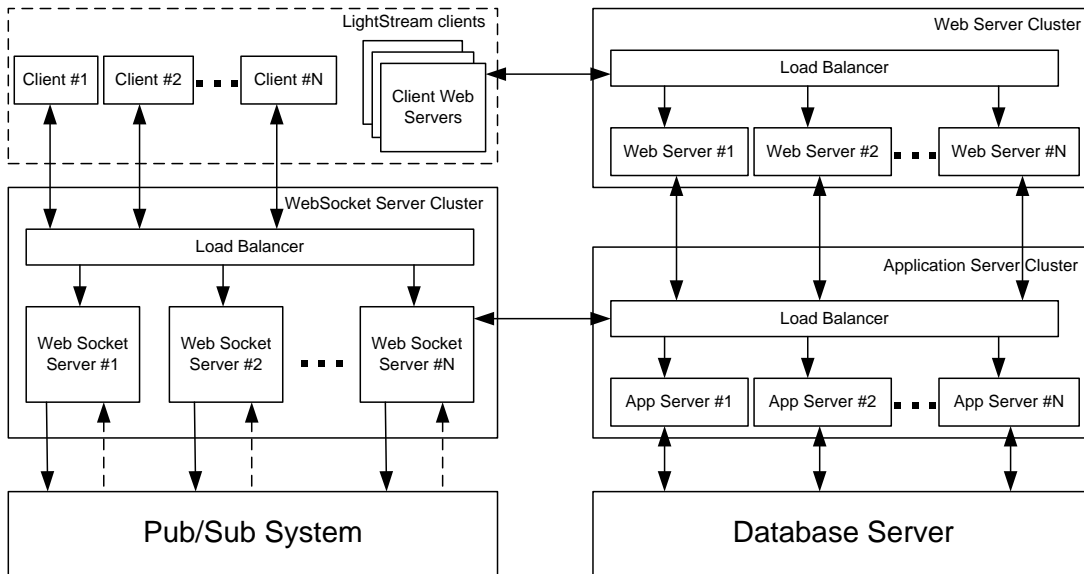 LightStream clients
Client #1
Client #2
Client #N
Client Web
Servers
WebSocket Server Cluster
Load Balancer
Web Socket
Server #1
Web Socket
Server #2
Web Socket
Server #N
Pub/Sub System
Web Server Cluster
Load Balancer
Web Server #1
Web Server #2
Web Server #N
Application Server Cluster
Load Balancer
App Server #1
App Server #2
App Server #N
Database Server